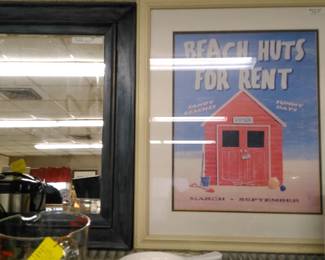 BEACH HUTS
FOR RENT
SANDY
BEACHES
SUNNY
DAYS
MARCH - SEPTEMBER